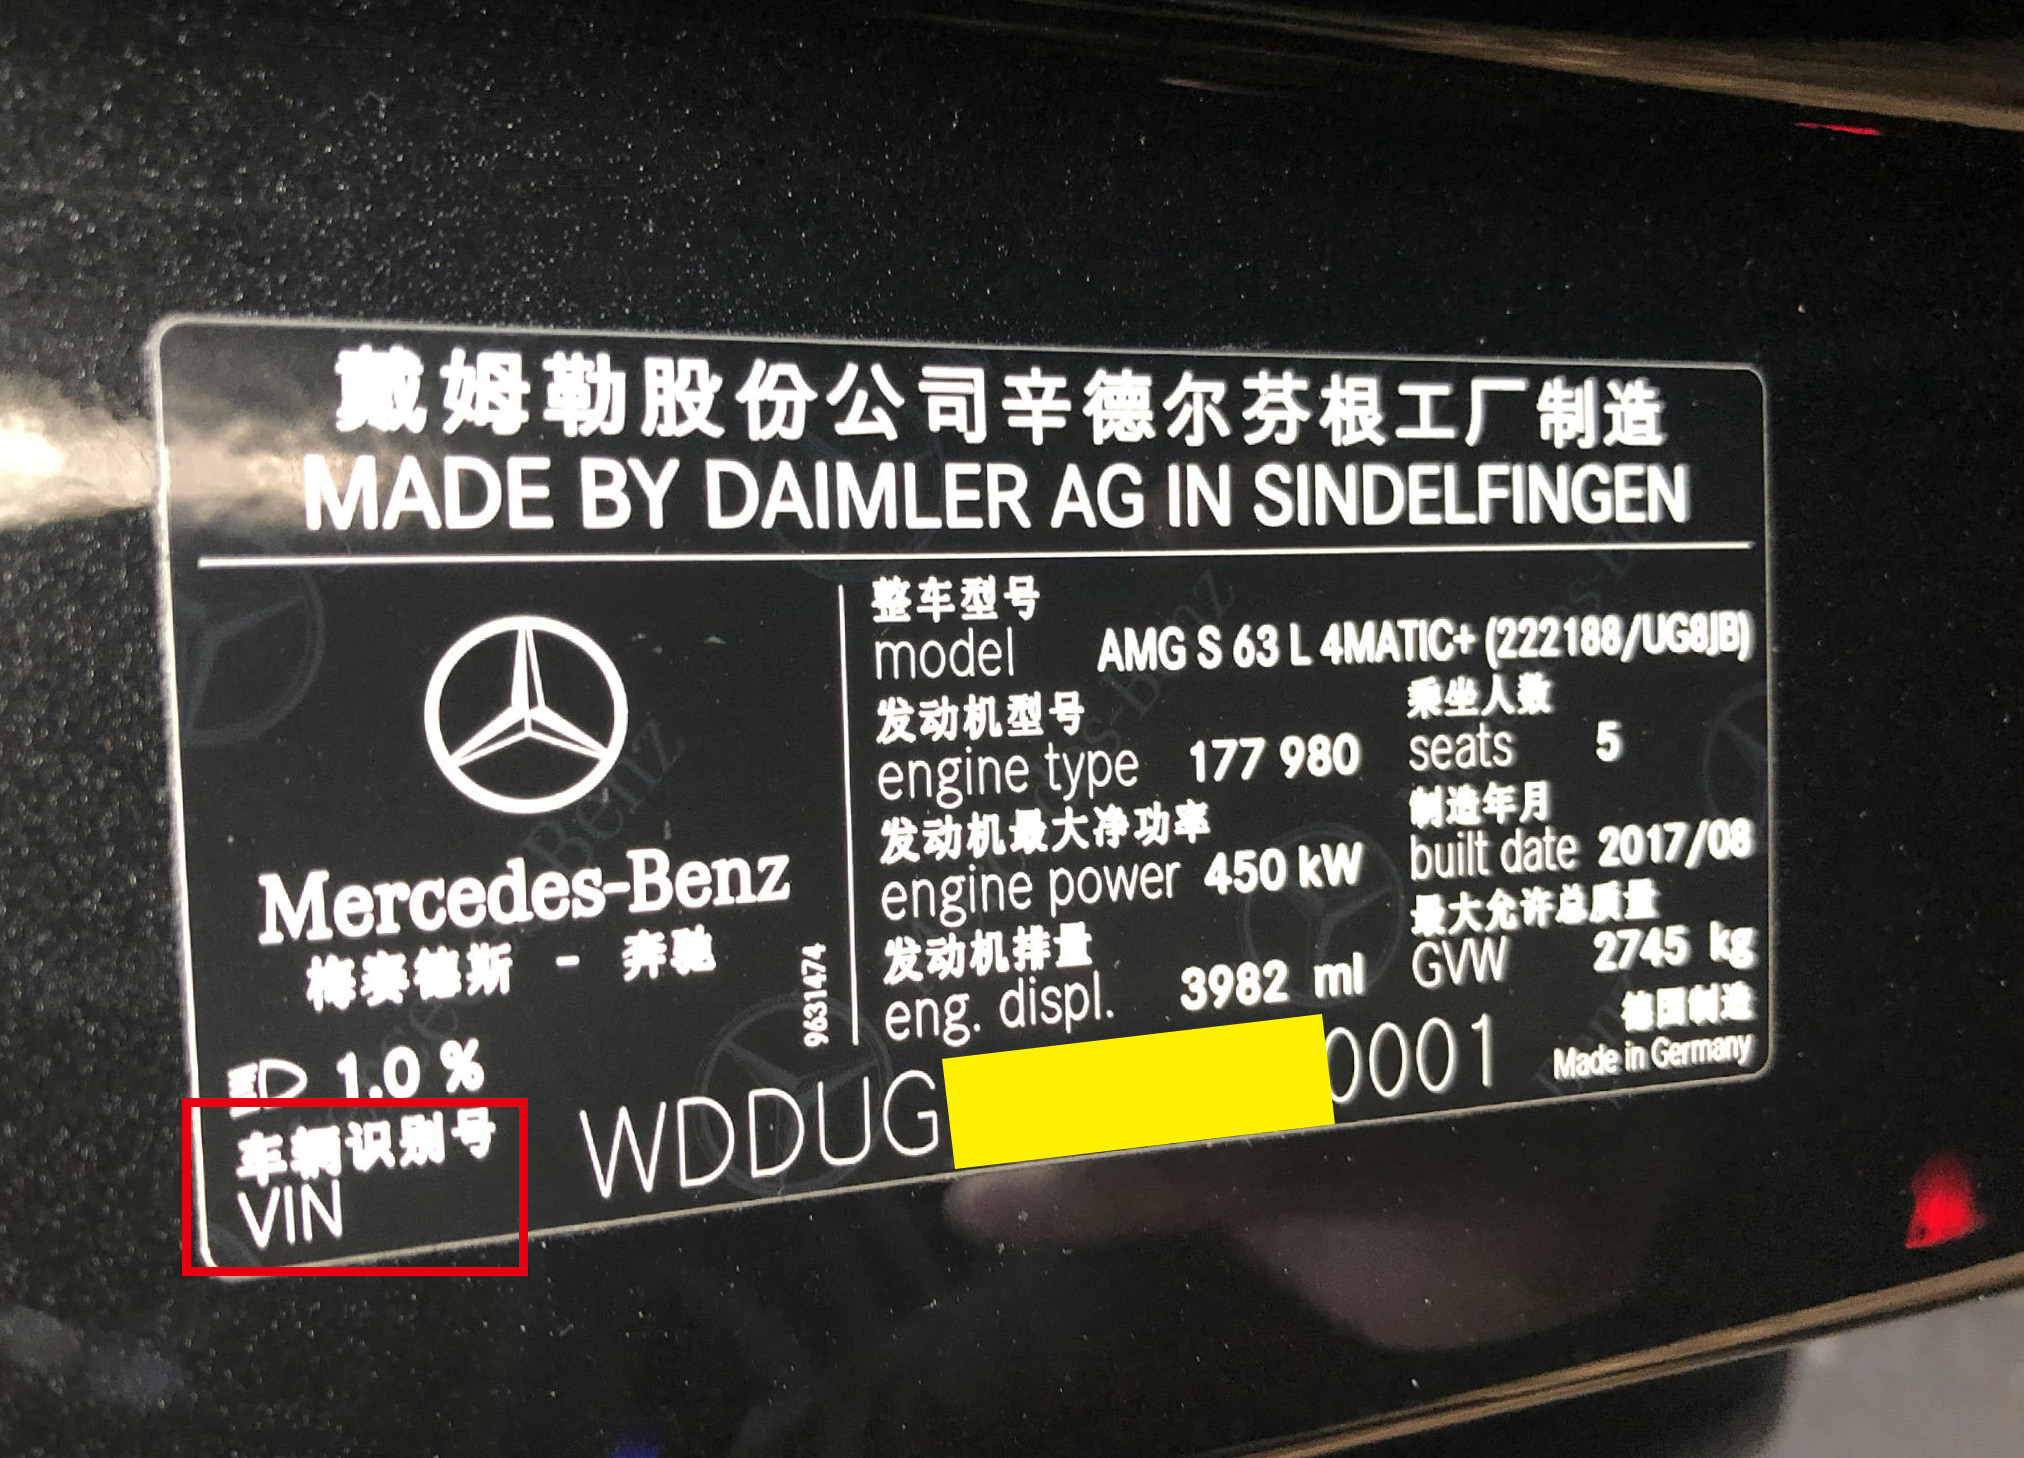 戴姆勒股份公司辛德尔芬根工厂制造
MADE BY DAIMLER AG IN SINDELFINGEN
Mercedes-Benz
梅赛德斯 - 奔驰
9631474
1.0 %
整车型号
model AMG S 63 L 4MATIC+ (222188/UG8JB)
发动机型号
engine type 177 980
乘坐人数
seats 5
发动机最大净功率
engine power 450 kW
制造年月
built date 2017/08
发动机排量
eng. displ. 3982 ml
最大允许总质量
GVW 2745 kg
德国制造
Made in Germany
车辆识别号
VIN WDDUG 0001